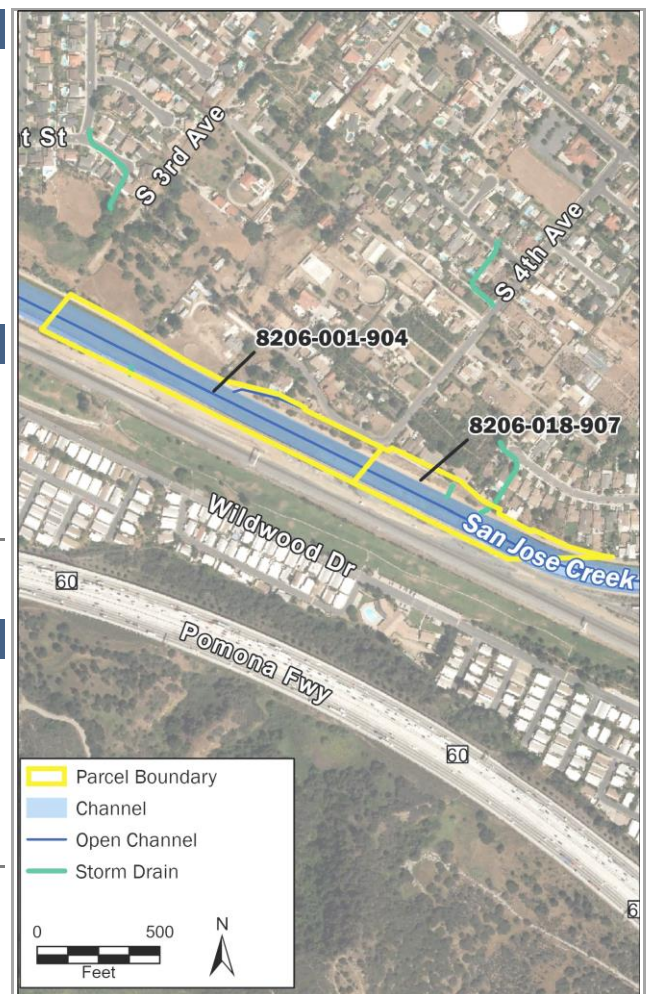 t St
S 3rd Ave
S 4th Ave
8206-001-904
8206-018-907
San Jose Creek
Wildwood Dr
60
Pomona Fwy
60
6
Parcel Boundary
Channel
Open Channel
Storm Drain
0 500
Feet
N